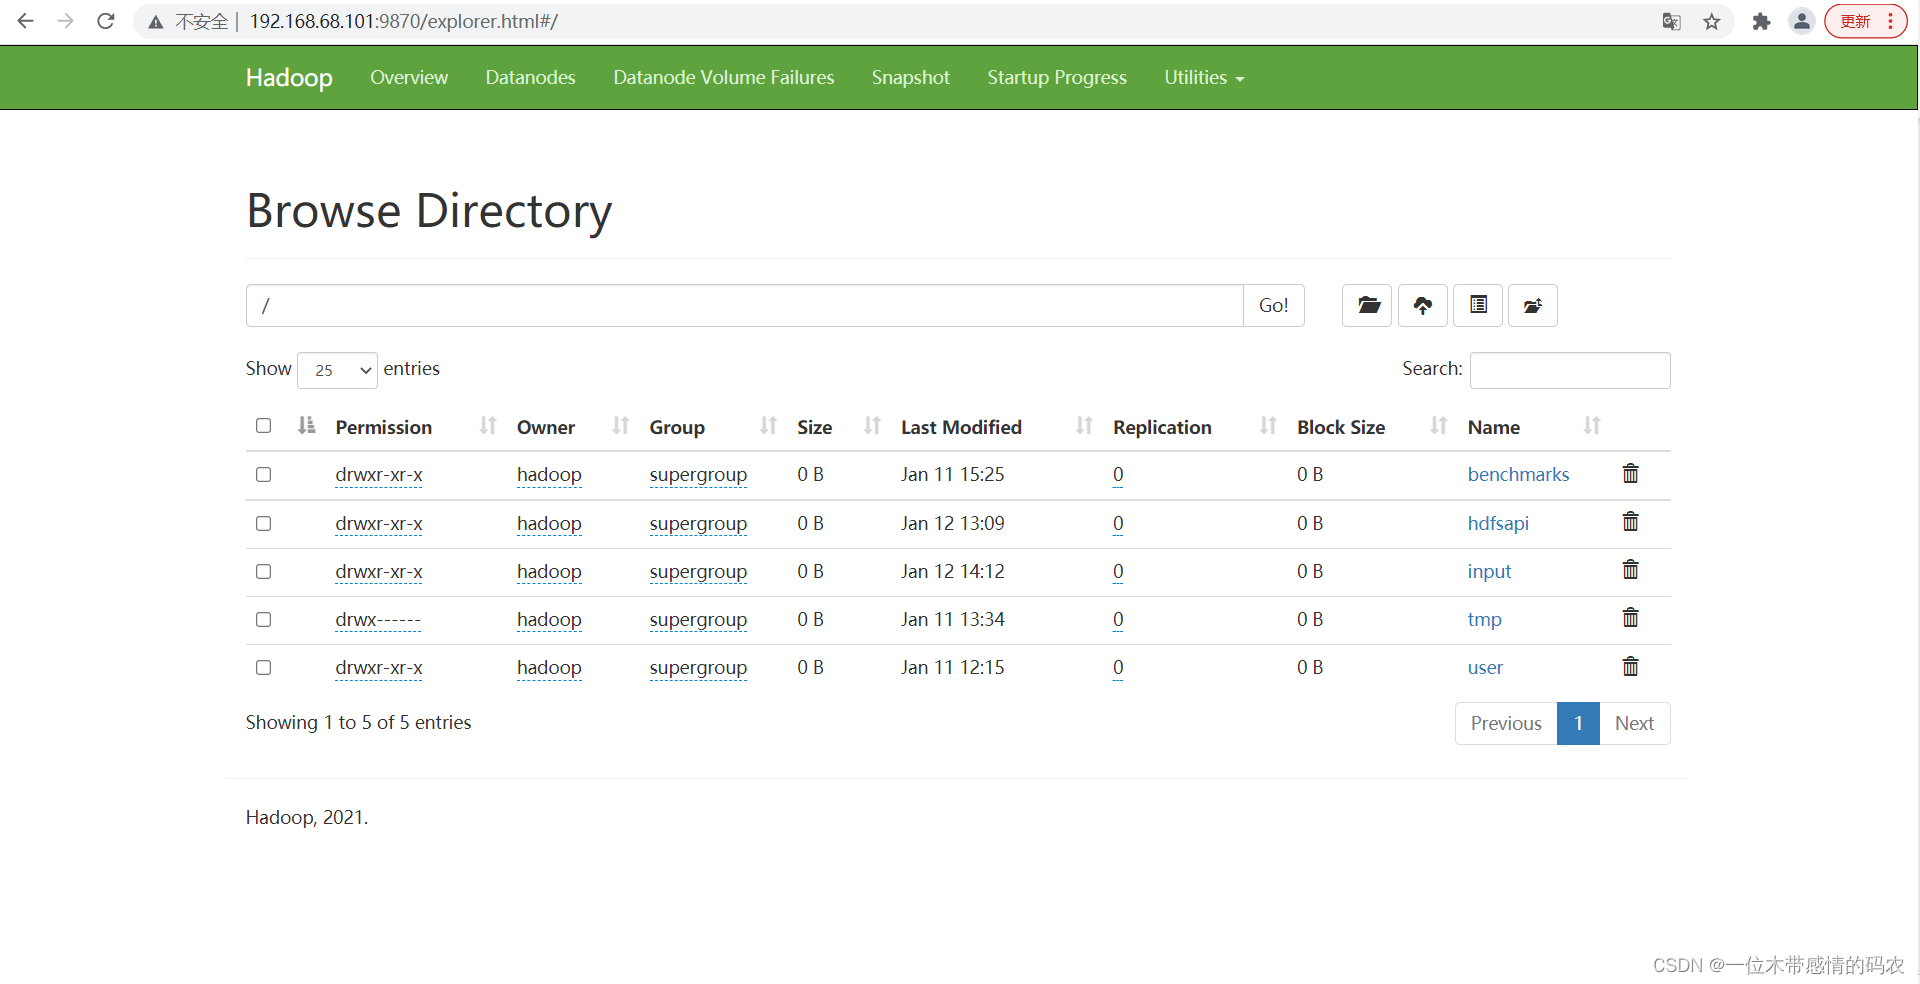 不安全 | 192.168.68.101:9870/explorer.html#/ 更新
Hadoop Overview Datanodes Datanode Volume Failures Snapshot Startup Progress Utilities
Browse Directory
/ Go!
Show 25 entries Search:
Permission Owner Group Size Last Modified Replication Block Size Name
drwxr-xr-x hadoop supergroup 0 B Jan 11 15:25 0 0 B benchmarks
drwxr-xr-x hadoop supergroup 0 B Jan 12 13:09 0 0 B hdfsapi
drwxr-xr-x hadoop supergroup 0 B Jan 12 14:12 0 0 B input
drwx------ hadoop supergroup 0 B Jan 11 13:34 0 0 B tmp
drwxr-xr-x hadoop supergroup 0 B Jan 11 12:15 0 0 B user
Showing 1 to 5 of 5 entries Previous 1 Next
Hadoop, 2021.
CSDN @一位木带感情的码农